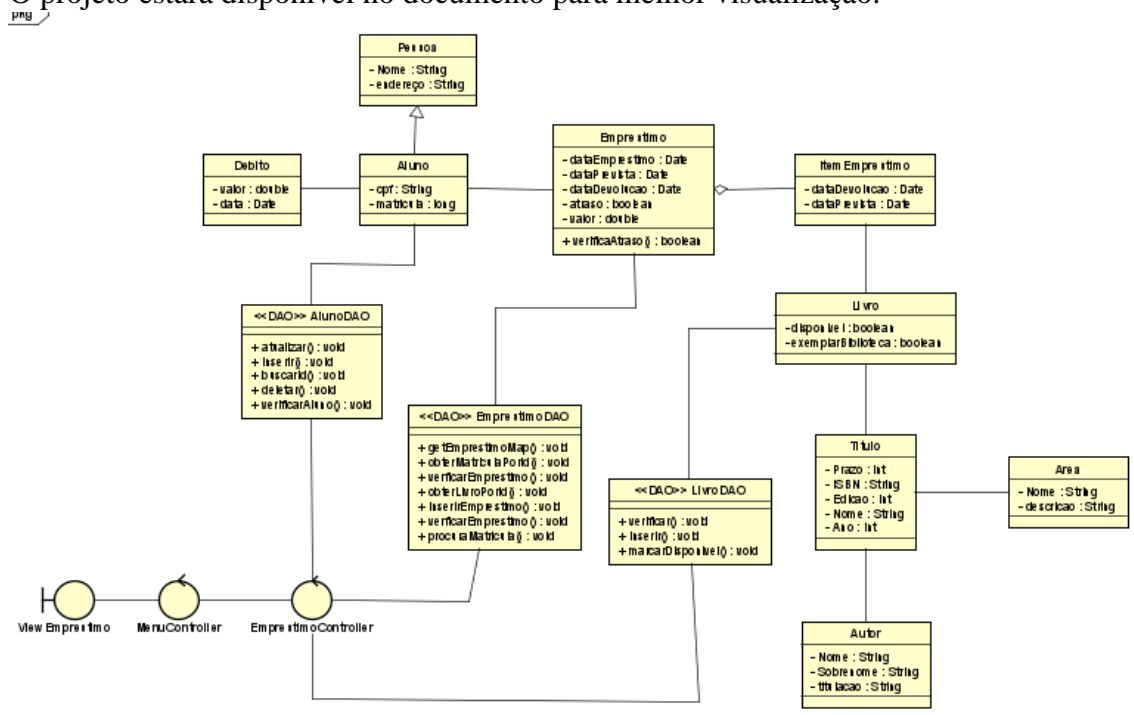 O projeto estará disponível no documento para melhor visualização.
pkg
Pessoa
- Nome : String
- endereço : String
Debito
- valor : double
- data : Date
Aluno
- cpf : String
- matricula : long
Emprestimo
- dataEmprestimo : Date
- dataPrevista : Date
- dataDevolucao : Date
- atraso : boolean
- valor : double
+ verificaAtraso() : boolean
Item Emprestimo
- dataDevolucao : Date
- dataPrevista : Date
<<DAO>> AlunoDAO
+ atualizar() : void
+ inserir() : void
+ buscarId() : void
+ deletar() : void
+ verificarAluno() : void
Livro
- disponivel : boolean
- exemplarBiblioteca : boolean
<<DAO>> EmprestimoDAO
+ getEmprestimoMap() : void
+ obterMatriculaPorId() : void
+ verificarEmprestimo() : void
+ obterLivroPorId() : void
+ inserirEmprestimo() : void
+ verificarEmprestimo() : void
+ procuraMatricula() : void
<<DAO>> LivroDAO
+ verificar() : void
+ inserir() : void
+ marcarDisponivel() : void
Titulo
- Prazo : int
- ISBN : String
- Edicao : int
- Nome : String
- Ano : int
Area
- Nome : String
- descricao : String
View Emprestimo
MenuController
EmprestimoController
Autor
- Nome : String
- Sobrenome : String
- titulacao : String